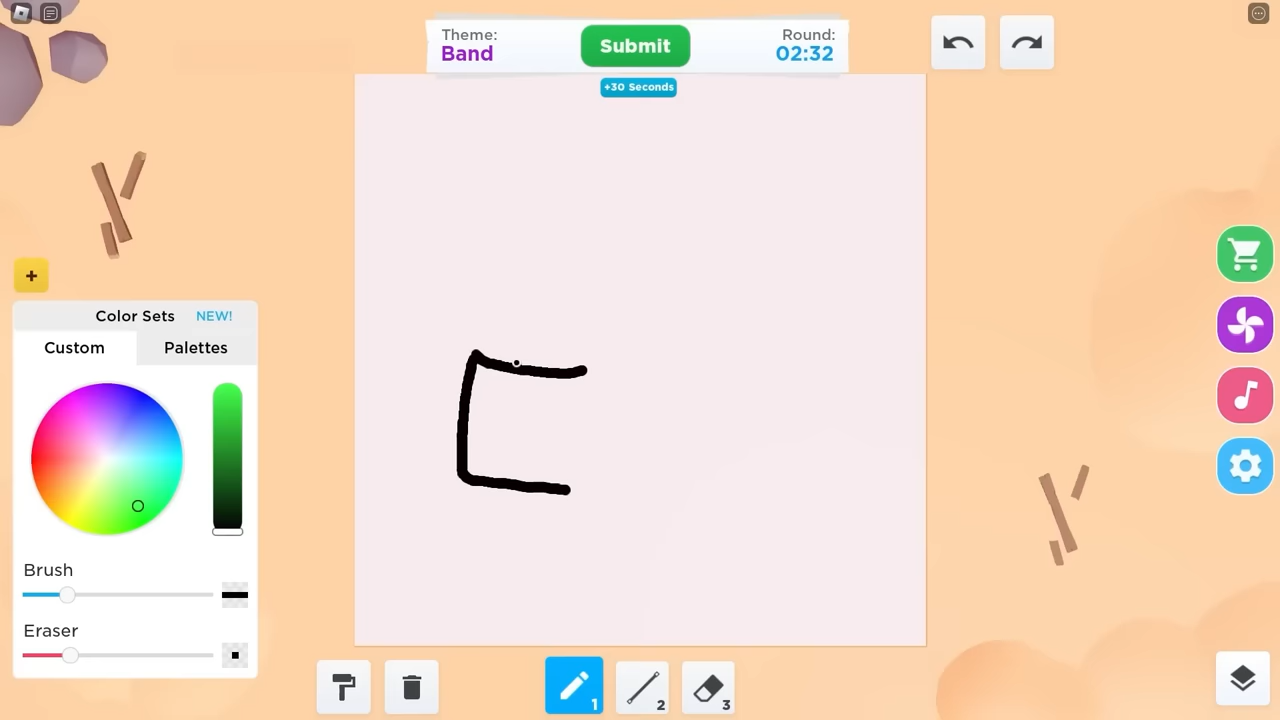 Theme:
Band
Submit
Round:
02:32
+30 Seconds
+
Color Sets NEW!
Custom Palettes
Brush
Eraser
1
2
3